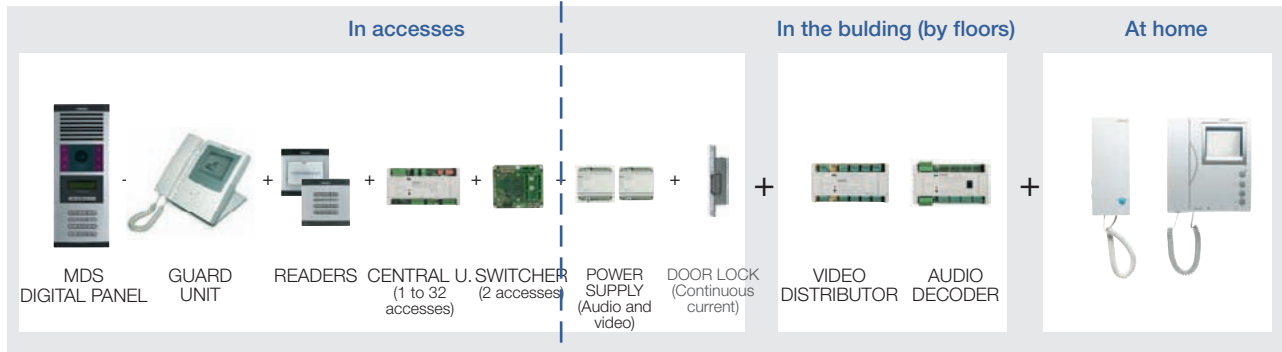 In accesses
In the bulding (by floors)
At home
-
+
+
+
+
+
+
+
MDS
DIGITAL PANEL
GUARD
UNIT
READERS
CENTRAL U.
(1 to 32
accesses)
SWITCHER
(2 accesses)
POWER
SUPPLY
(Audio and
video)
DOOR LOCK
(Continuous
current)
VIDEO
DISTRIBUTOR
AUDIO
DECODER